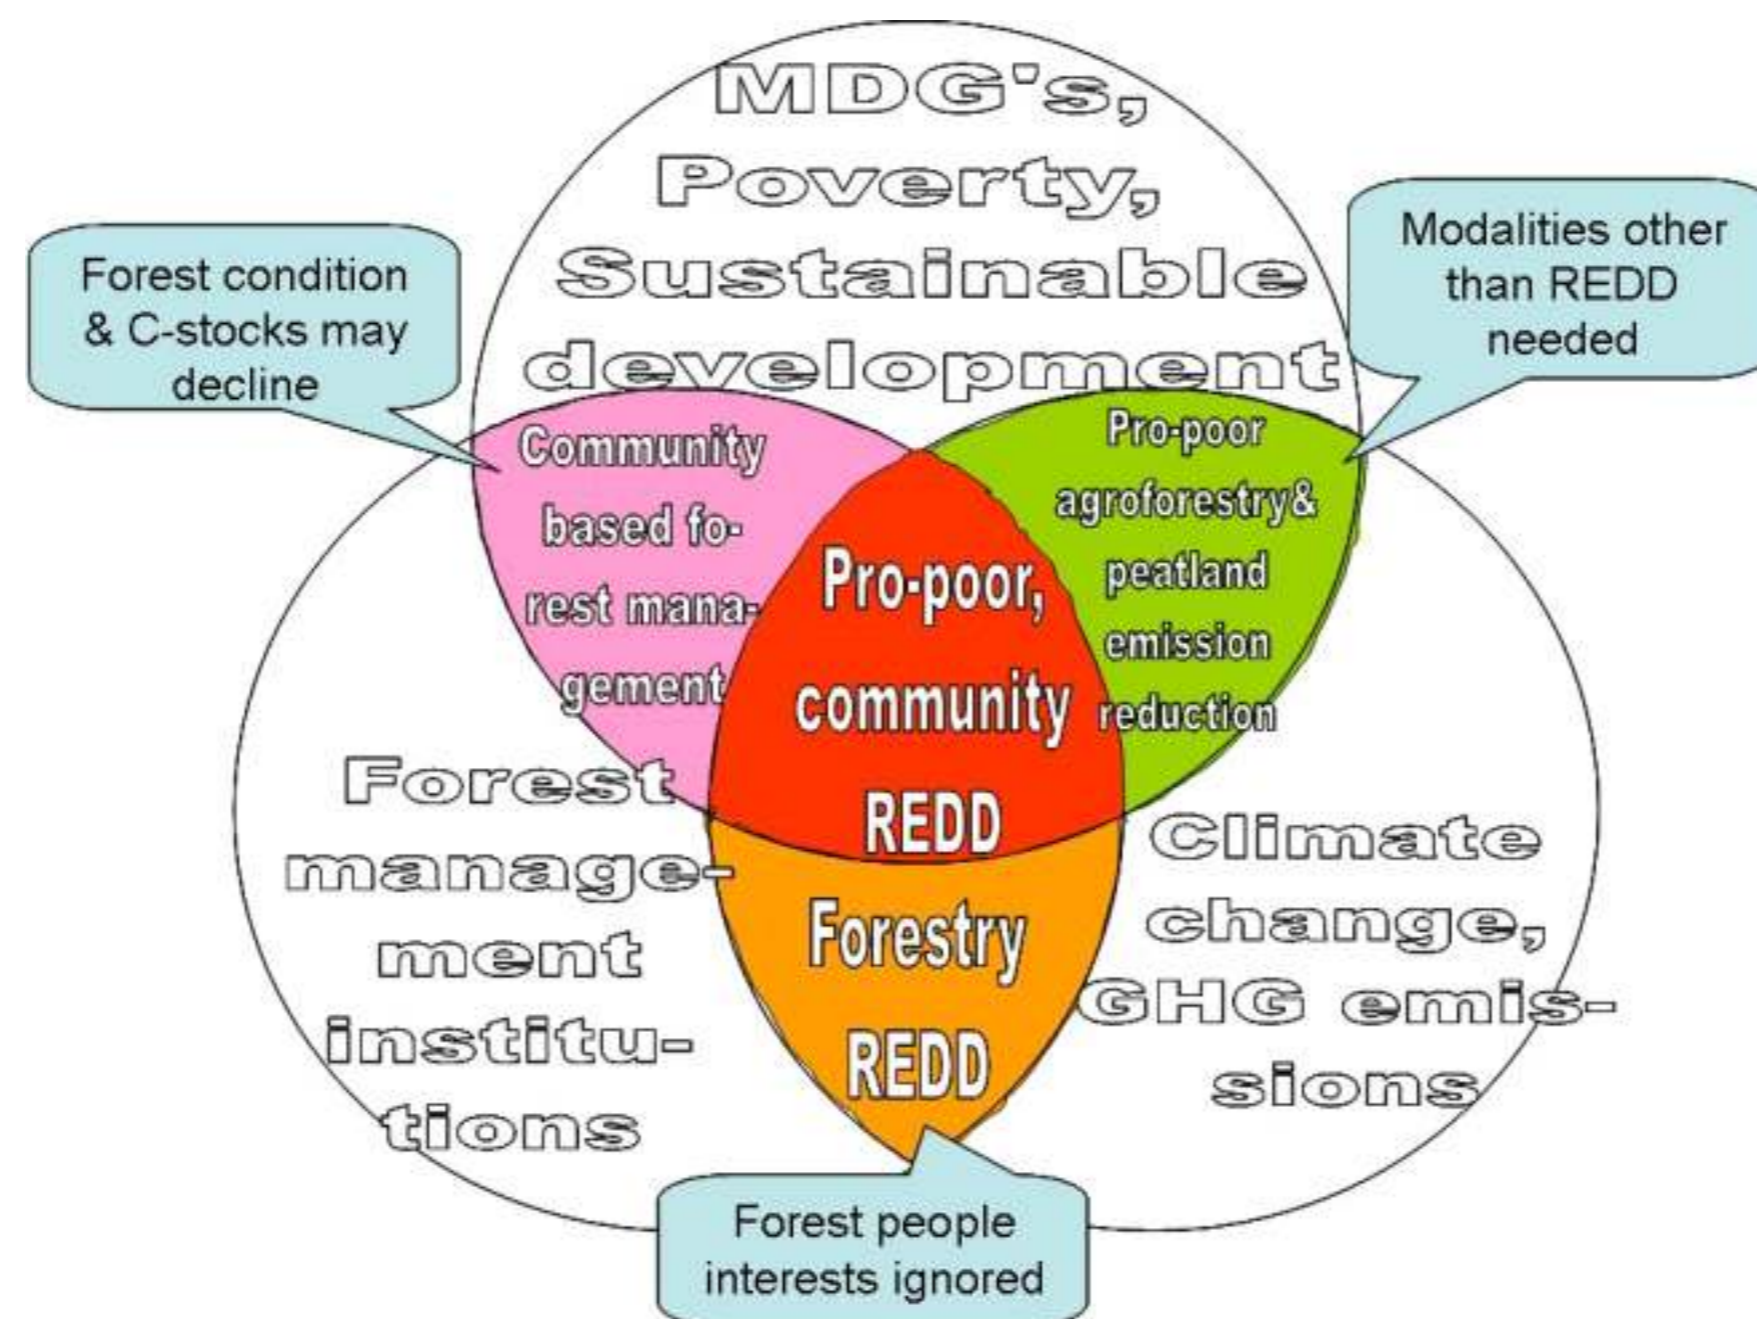 MDG's,
Poverty,
Sustainable
development
Forest condition
& C-stocks may
decline
Modalities other
than REDD
needed
Community
based fo-
rest mana-
gement
Pro-poor
agroforestry&
peatland
emission
reduction
Pro-poor,
community
REDD
Forest
manage-
ment
institu-
tions
Climate
change,
GHG emis-
sions
Forestry
REDD
Forest people
interests ignored